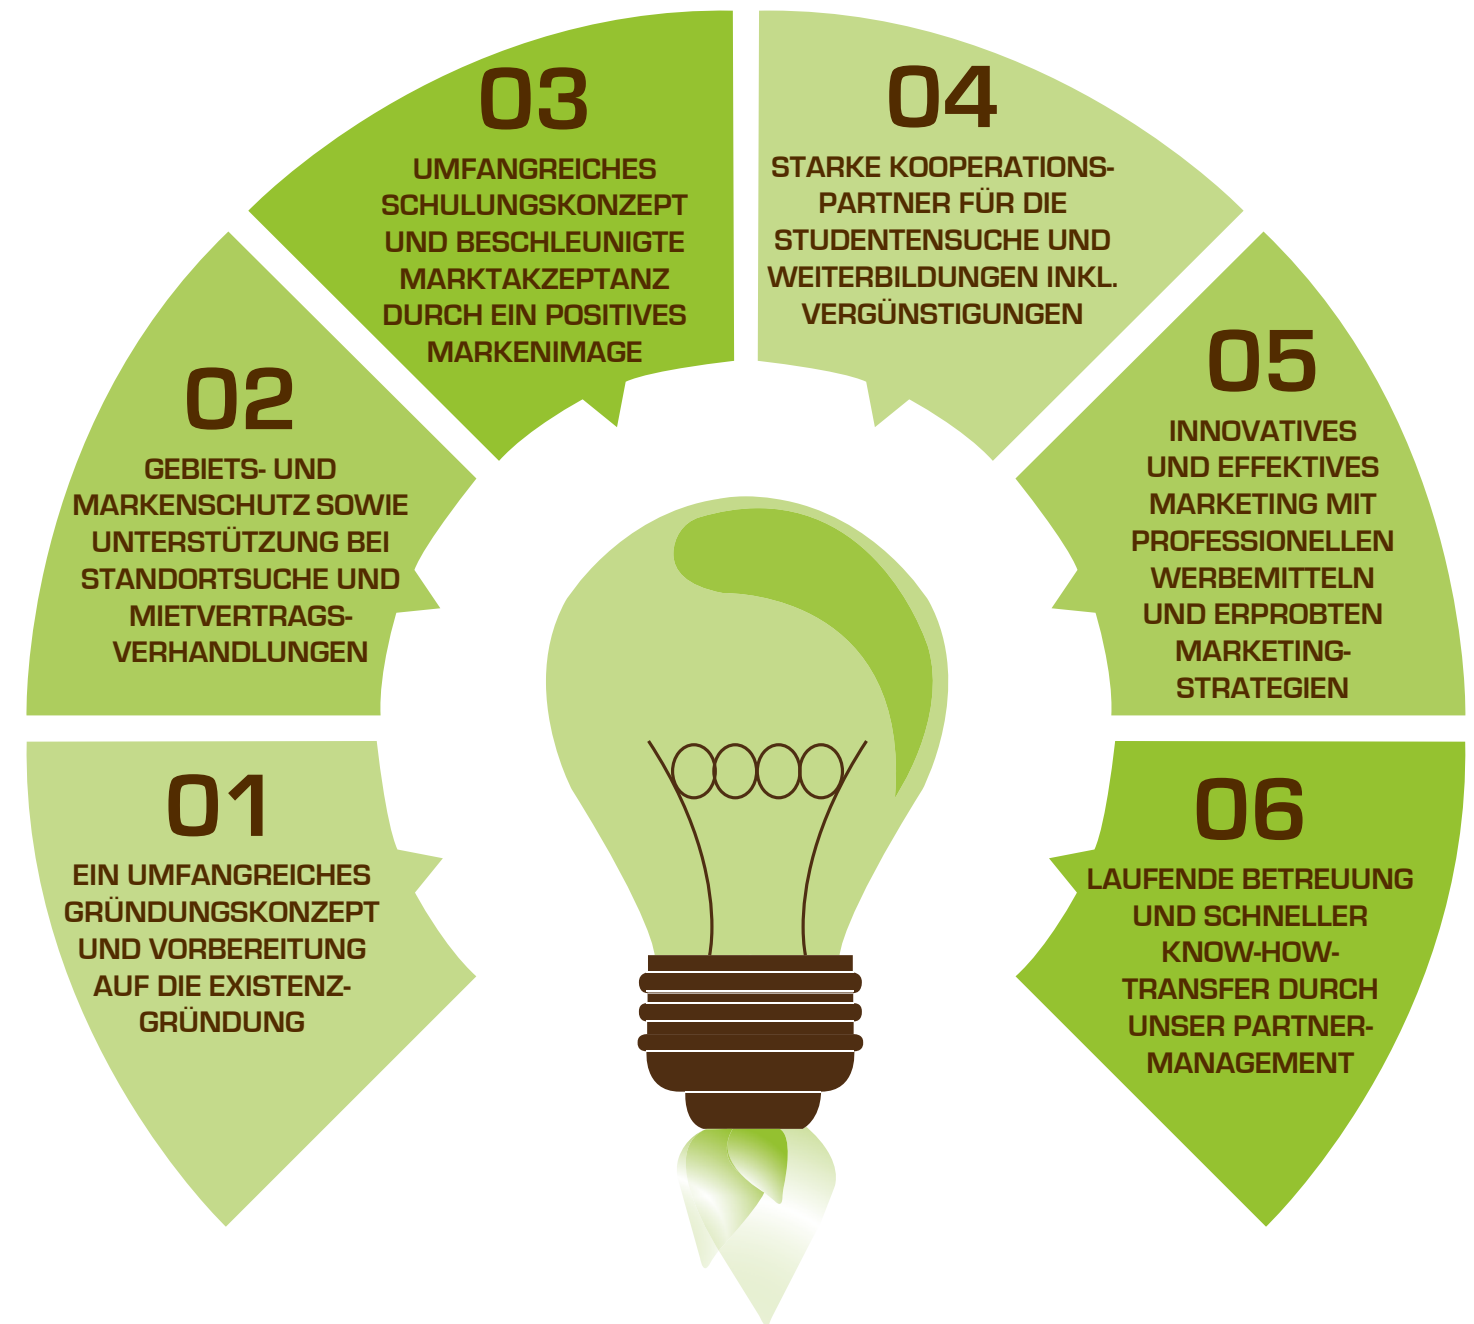 01
EIN UMFANGREICHES
GRÜNDUNGSKONZEPT
UND VORBEREITUNG
AUF DIE EXISTENZ-
GRÜNDUNG
02
GEBIETS- UND
MARKENSCHUTZ SOWIE
UNTERSTÜTZUNG BEI
STANDORTSUCHE UND
MIETVERTRAGS-
VERHANDLUNGEN
03
UMFANGREICHES
SCHULUNGSKONZEPT
UND BESCHLEUNIGTE
MARKTAKZEPTANZ
DURCH EIN POSITIVES
MARKENIMAGE
04
STARKE KOOPERATIONS-
PARTNER FÜR DIE
STUDENTENSUCHE UND
WEITERBILDUNGEN INKL.
VERGÜNSTIGUNGEN
05
INNOVATIVES
UND EFFEKTIVES
MARKETING MIT
PROFESSIONELLEN
WERBEMITTELN
UND ERPROBTEN
MARKETING-
STRATEGIEN
06
LAUFENDE BETREUUNG
UND SCHNELLER
KNOW-HOW-
TRANSFER DURCH
UNSER PARTNER-
MANAGEMENT